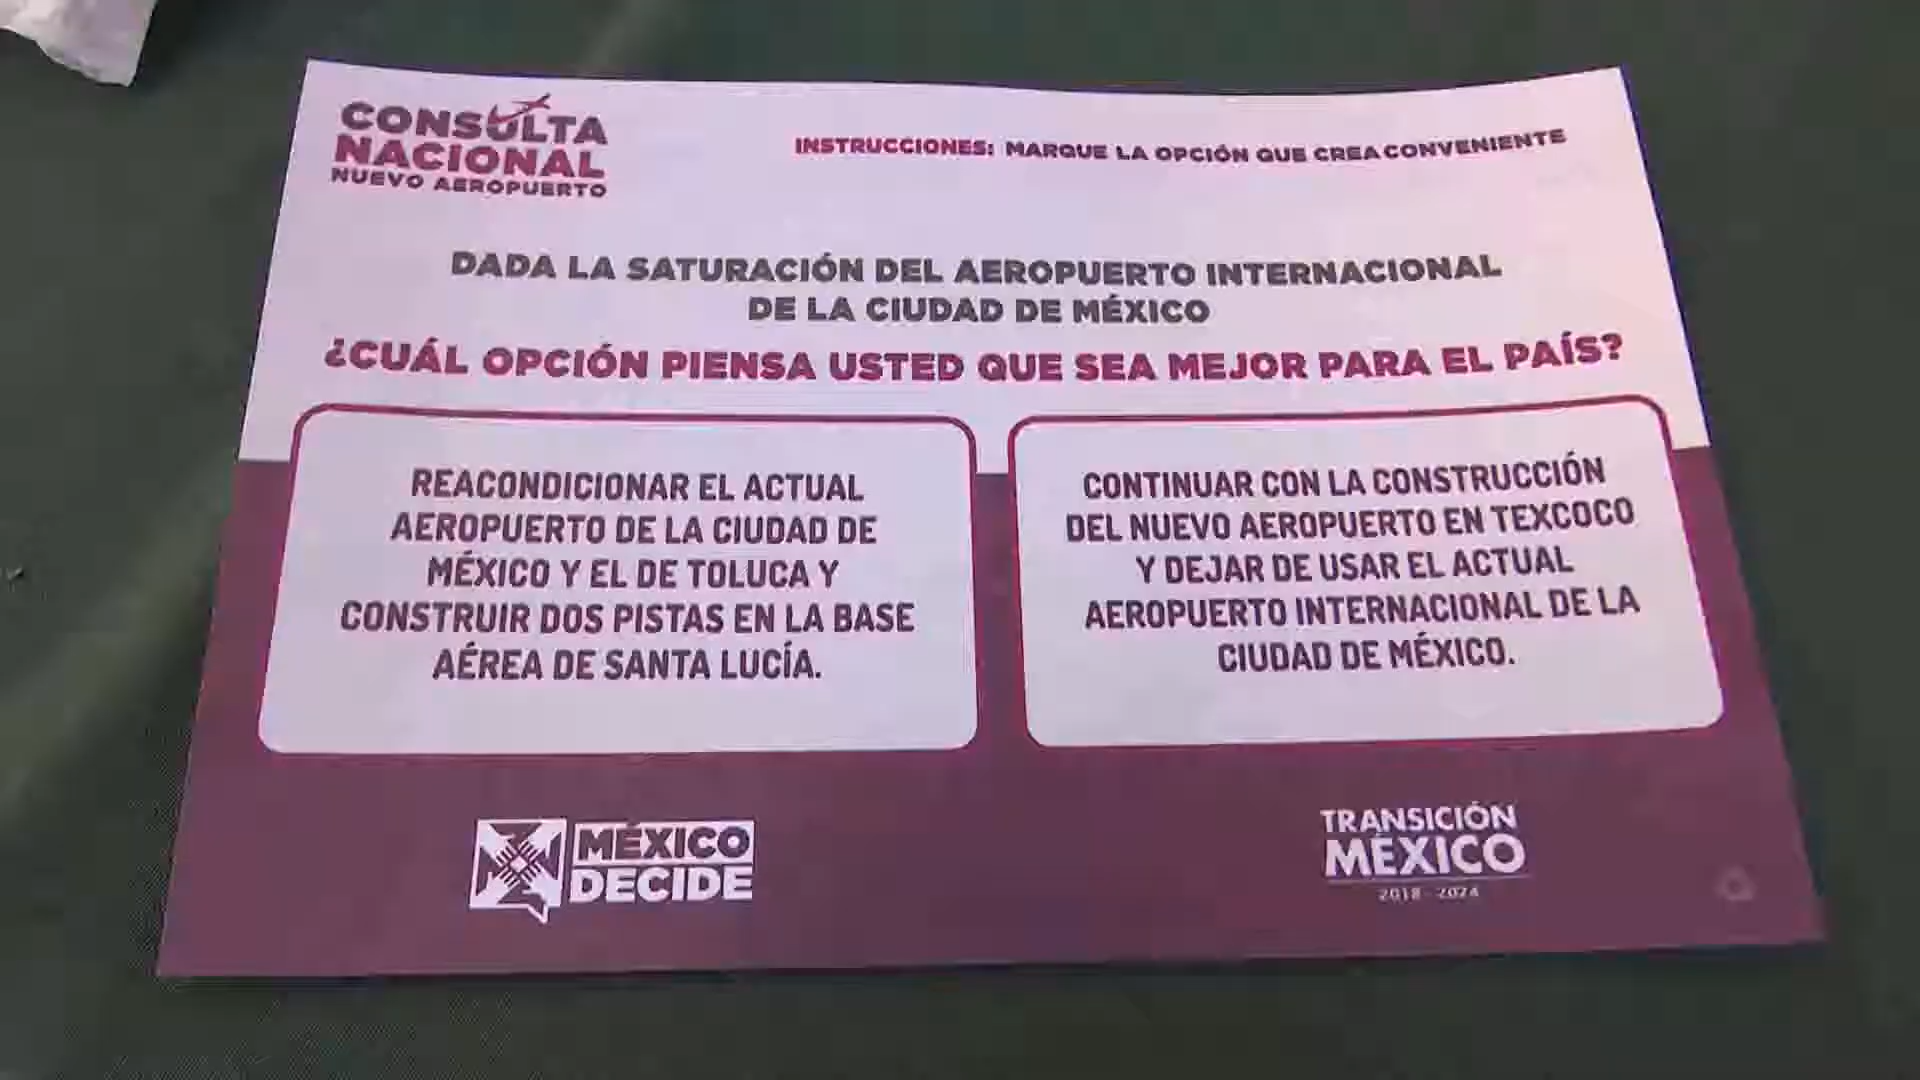 CONSULTA
NACIONAL
NUEVO AEROPUERTO
INSTRUCCIONES: MARQUE LA OPCIÓN QUE CREA CONVENIENTE
DADA LA SATURACIÓN DEL AEROPUERTO INTERNACIONAL
DE LA CIUDAD DE MÉXICO
¿CUÁL OPCIÓN PIENSA USTED QUE SEA MEJOR PARA EL PAÍS?
REACONDICIONAR EL ACTUAL
AEROPUERTO DE LA CIUDAD DE
MÉXICO Y EL DE TOLUCA Y
CONSTRUIR DOS PISTAS EN LA BASE
AÉREA DE SANTA LUCÍA.
CONTINUAR CON LA CONSTRUCCIÓN
DEL NUEVO AEROPUERTO EN TEXCOCO
Y DEJAR DE USAR EL ACTUAL
AEROPUERTO INTERNACIONAL DE LA
CIUDAD DE MÉXICO.
MÉXICO
DECIDE
TRANSICIÓN
MÉXICO
2018 - 2024